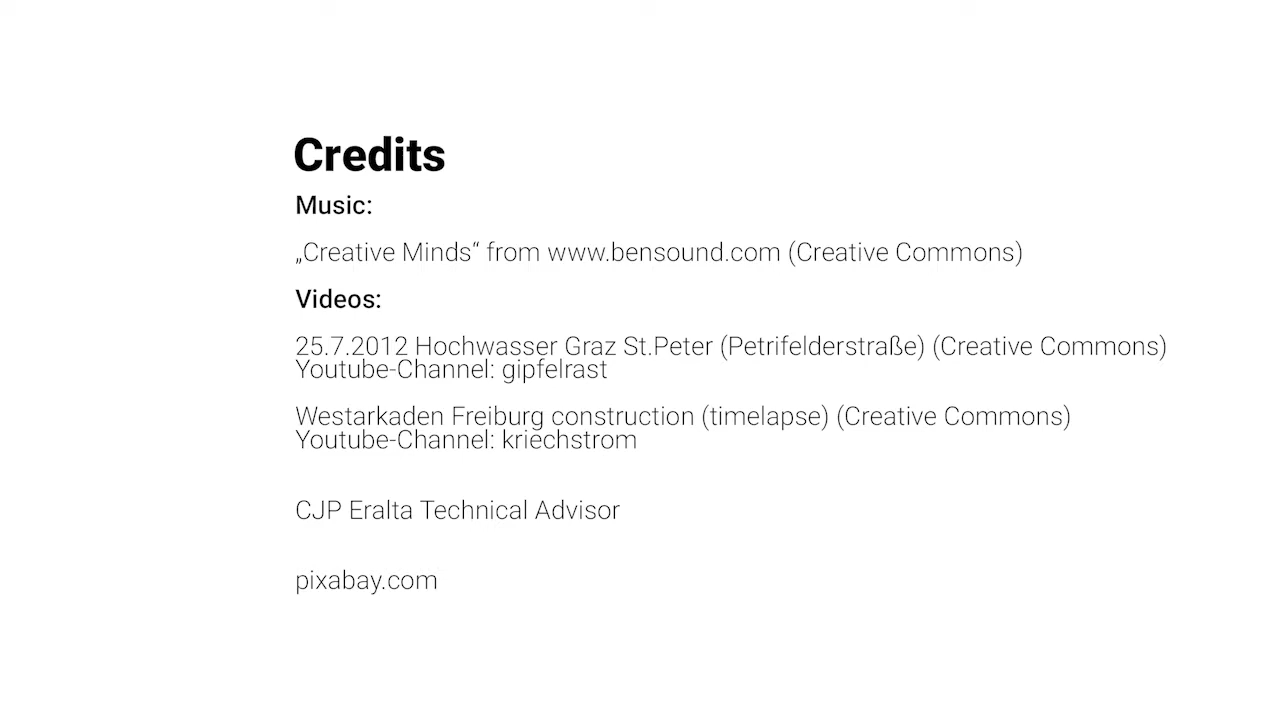 Credits
Music:
„Creative Minds“ from www.bensound.com (Creative Commons)
Videos:
25.7.2012 Hochwasser Graz St.Peter (Petrifelderstraße) (Creative Commons)
Youtube-Channel: gipfelrast
Westarkaden Freiburg construction (timelapse) (Creative Commons)
Youtube-Channel: kriechstrom
CJP Eralta Technical Advisor
pixabay.com